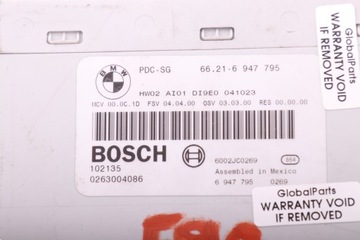 BMW
PDC-SG 66.21-6 947 795
HW02 AI01 DI9E0 041023
HCV 00.0C.1D FSV 04.04.00 OSV 03.03.00 RES 00.00.00
BOSCH
6002JC0269
864
102135
Assembled in Mexico
0263004086
6 947 795 0269
GlobalParts
WARRANTY VOID
IF REMOVED
GlobalParts
WARRANTY VOID
IF REMOVED